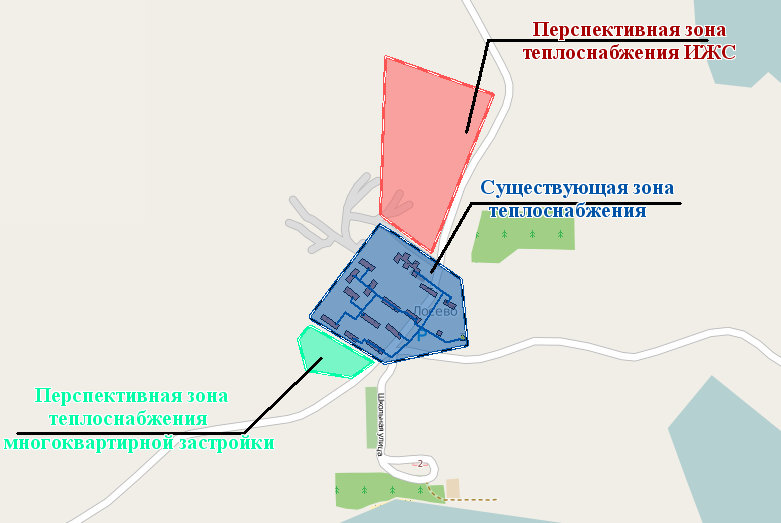 Перспективная зона
теплоснабжения ИЖС
Существующая зона
теплоснабжения
Лосево
Р
Перспективная зона
теплоснабжения
многоквартирной застройки
Школьная улица
2